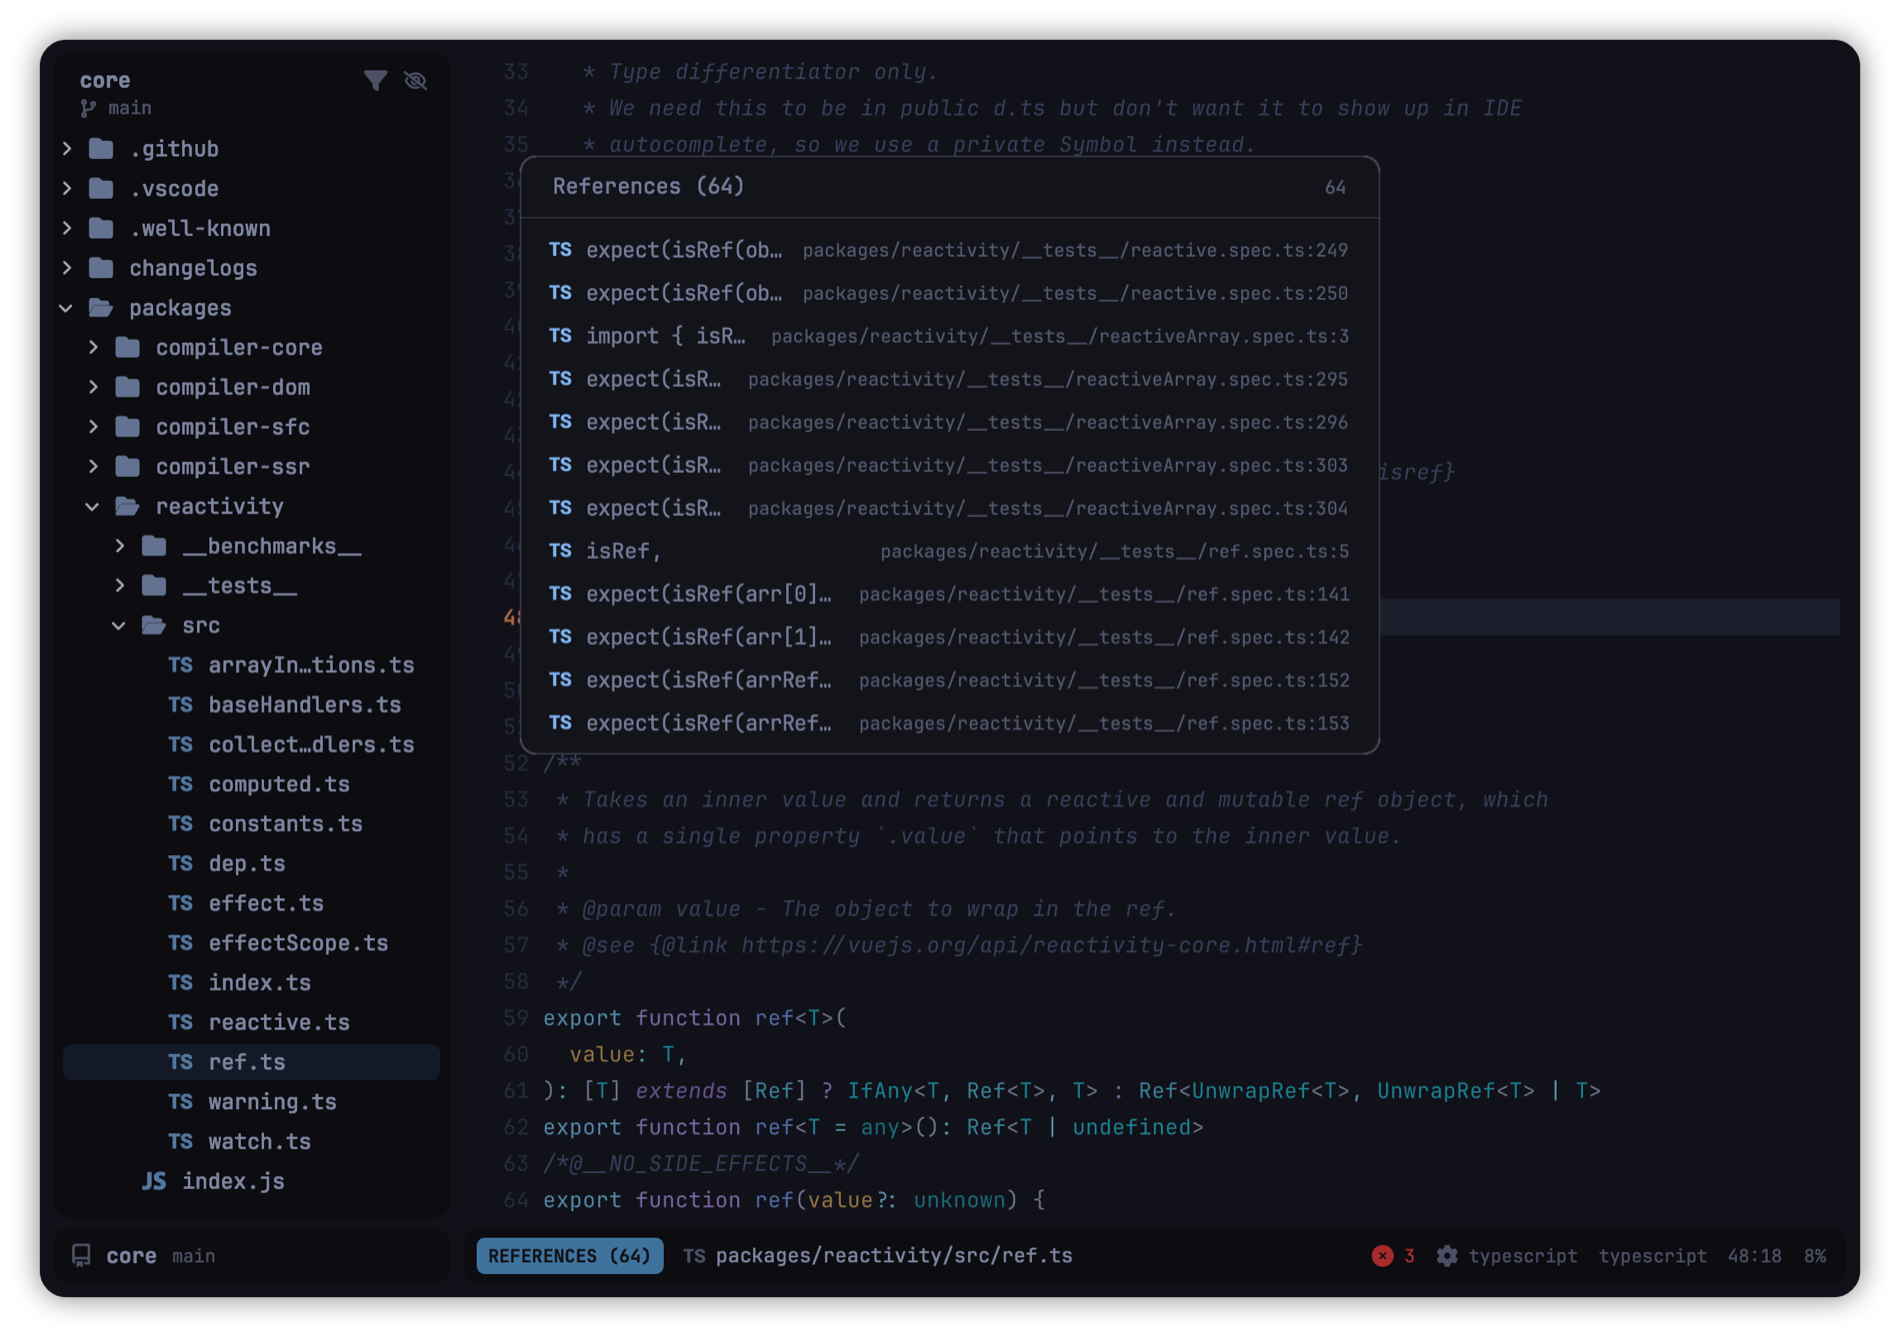 core
main
.github
.vscode
.well-known
changelogs
packages
compiler-core
compiler-dom
compiler-sfc
compiler-ssr
reactivity
__benchmarks__
__tests__
src
TS arrayIn…tions.ts
TS baseHandlers.ts
TS collect…dlers.ts
TS computed.ts
TS constants.ts
TS dep.ts
TS effect.ts
TS effectScope.ts
TS index.ts
TS reactive.ts
TS ref.ts
TS warning.ts
TS watch.ts
JS index.js
core main
33 * Type differentiator only.
34 * We need this to be in public d.ts but don't want it to show up in IDE
35 * autocomplete, so we use a private Symbol instead.
References (64) 64
TS expect(isRef(ob… packages/reactivity/__tests__/reactive.spec.ts:249
TS expect(isRef(ob… packages/reactivity/__tests__/reactive.spec.ts:250
TS import { isR… packages/reactivity/__tests__/reactiveArray.spec.ts:3
TS expect(isR… packages/reactivity/__tests__/reactiveArray.spec.ts:295
TS expect(isR… packages/reactivity/__tests__/reactiveArray.spec.ts:296
TS expect(isR… packages/reactivity/__tests__/reactiveArray.spec.ts:303
isref}
TS expect(isR… packages/reactivity/__tests__/reactiveArray.spec.ts:304
TS isRef, packages/reactivity/__tests__/ref.spec.ts:5
TS expect(isRef(arr[0]… packages/reactivity/__tests__/ref.spec.ts:141
TS expect(isRef(arr[1]… packages/reactivity/__tests__/ref.spec.ts:142
TS expect(isRef(arrRef… packages/reactivity/__tests__/ref.spec.ts:152
TS expect(isRef(arrRef… packages/reactivity/__tests__/ref.spec.ts:153
52 /**
53 * Takes an inner value and returns a reactive and mutable ref object, which
54 * has a single property `.value` that points to the inner value.
55 *
56 * @param value - The object to wrap in the ref.
57 * @see {@link https://vuejs.org/api/reactivity-core.html#ref}
58 */
59 export function ref<T>(
60 value: T,
61 ): [T] extends [Ref] ? IfAny<T, Ref<T>, T> : Ref<UnwrapRef<T>, UnwrapRef<T> | T>
62 export function ref<T = any>(): Ref<T | undefined>
63 /*@__NO_SIDE_EFFECTS__*/
64 export function ref(value?: unknown) {
REFERENCES (64) TS packages/reactivity/src/ref.ts 3 typescript typescript 48:18 8%